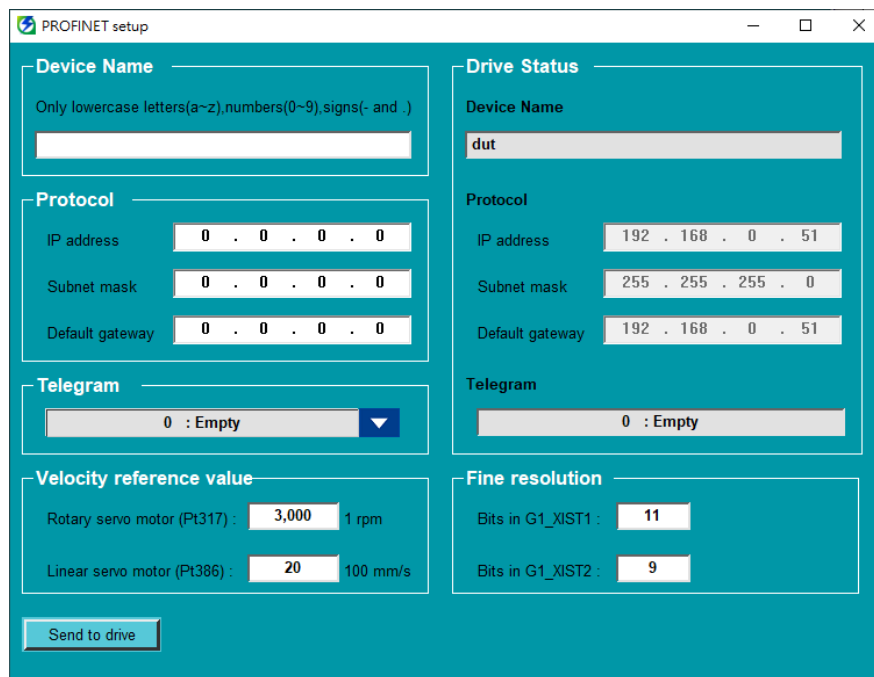 PROFINET setup
Device Name
Only lowercase letters(a~z),numbers(0~9),signs(- and .)
Protocol
IP address 0 . 0 . 0 . 0
Subnet mask 0 . 0 . 0 . 0
Default gateway 0 . 0 . 0 . 0
Telegram
0 : Empty
Velocity reference value
Rotary servo motor (Pt317) : 3,000 1 rpm
Linear servo motor (Pt386) : 20 100 mm/s
Send to drive
Drive Status
Device Name
dut
Protocol
IP address 192 . 168 . 0 . 51
Subnet mask 255 . 255 . 255 . 0
Default gateway 192 . 168 . 0 . 51
Telegram
0 : Empty
Fine resolution
Bits in G1_XIST1 : 11
Bits in G1_XIST2 : 9